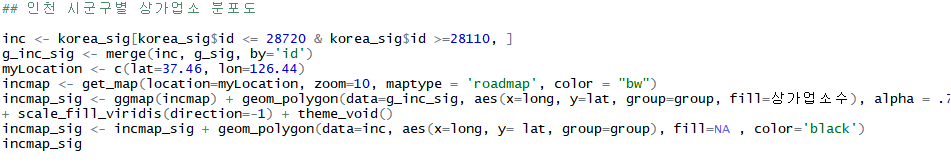 ## 인천 시군구별 상가업소 분포도
inc <- korea_sig[korea_sig$id <= 28720 & korea_sig$id >=28110, ]
g_inc_sig <- merge(inc, g_sig, by='id')
myLocation <- c(lat=37.46, lon=126.44)
incmap <- get_map(location=myLocation, zoom=10, maptype = 'roadmap', color = "bw")
incmap_sig <- ggmap(incmap) + geom_polygon(data=g_inc_sig, aes(x=long, y=lat, group=group, fill=상가업소수), alpha = .7
+ scale_fill_viridis(direction=-1) + theme_void()
incmap_sig <- incmap_sig + geom_polygon(data=inc, aes(x=long, y= lat, group=group), fill=NA , color='black')
incmap_sig